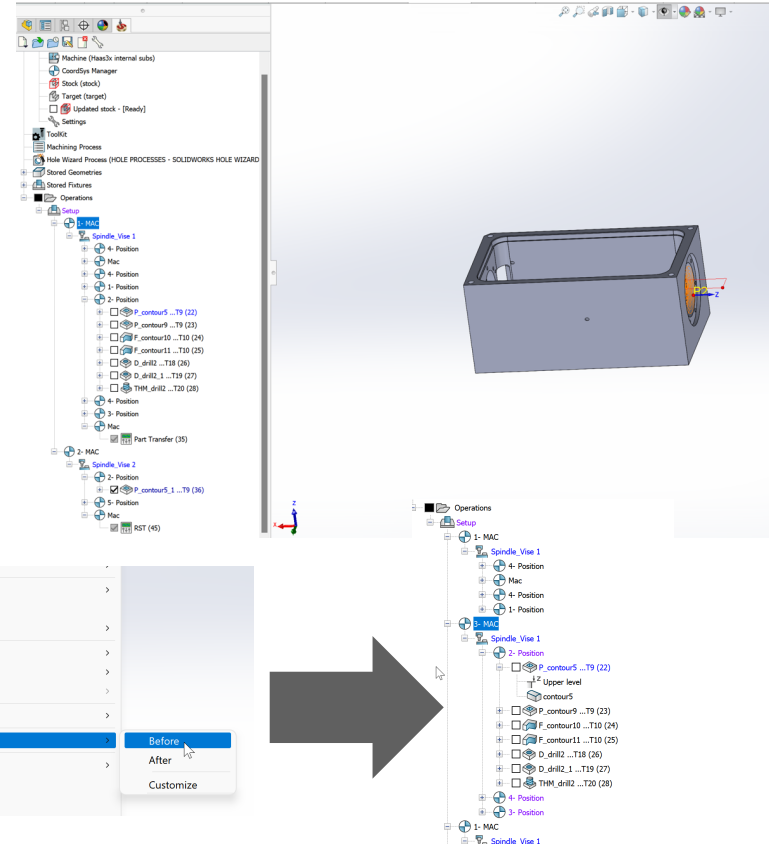 Machine (Haas3x internal subs)
CoordSys Manager
Stock (stock)
Target (target)
Updated stock - [Ready]
Settings
ToolKit
Machining Process
Hole Wizard Process (HOLE PROCESSES - SOLIDWORKS HOLE WIZARD
Stored Geometries
Stored Fixtures
Operations
Setup
1- MAC
Spindle_Vise 1
4- Position
Mac
4- Position
1- Position
2- Position
P_contour5 ...T9 (22)
P_contour9 ...T9 (23)
F_contour10 ...T10 (24)
F_contour11 ...T10 (25)
D_drill2 ...T18 (26)
D_drill2_1 ...T19 (27)
THM_drill2 ...T20 (28)
4- Position
3- Position
Mac
Part Transfer (35)
2- MAC
Spindle_Vise 2
2- Position
P_contour5_1 ...T9 (36)
5- Position
Mac
RST (45)
P2
Z
Z
X
Before
After
Customize
Operations
Setup
1- MAC
Spindle_Vise 1
4- Position
Mac
4- Position
1- Position
3- MAC
Spindle_Vise 1
2- Position
P_contour5 ...T9 (22)
Z Upper level
contour5
P_contour9 ...T9 (23)
F_contour10 ...T10 (24)
F_contour11 ...T10 (25)
D_drill2 ...T18 (26)
D_drill2_1 ...T19 (27)
THM_drill2 ...T20 (28)
4- Position
3- Position
1- MAC
Spindle_Vise 1